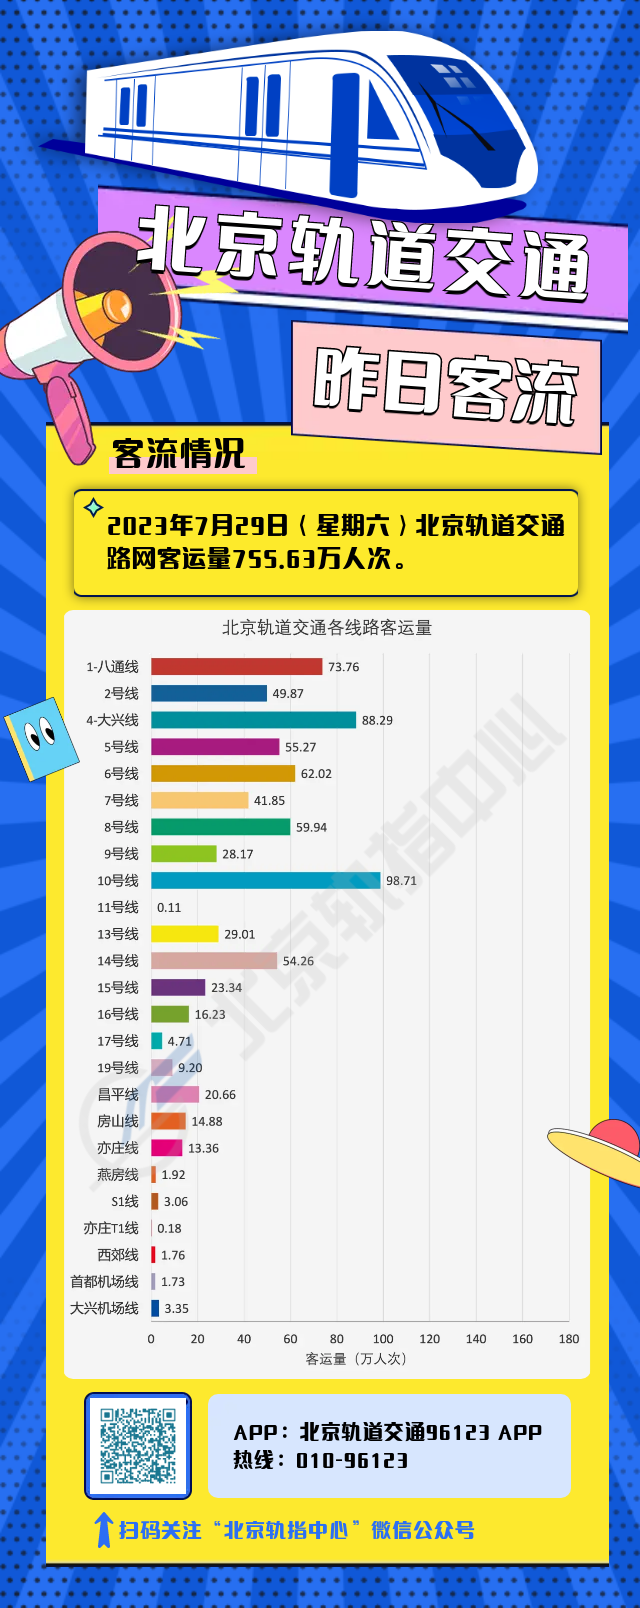 北京轨道交通
昨日客流
客流情况
2023年7月29日（星期六）北京轨道交通
路网客运量755.63万人次。
北京轨道交通各线路客运量
1-八通线 73.76
2号线 49.87
4-大兴线 88.29
5号线 55.27
6号线 62.02
7号线 41.85
8号线 59.94
9号线 28.17
10号线 98.71
11号线 0.11
13号线 29.01
14号线 54.26
15号线 23.34
16号线 16.23
17号线 4.71
19号线 9.20
昌平线 20.66
房山线 14.88
亦庄线 13.36
燕房线 1.92
S1线 3.06
亦庄T1线 0.18
西郊线 1.76
首都机场线 1.73
大兴机场线 3.35
0 20 40 60 80 100 120 140 160 180
客运量（万人次）
北京轨指中心
APP：北京轨道交通96123 APP
热线：010-96123
扫码关注“北京轨指中心”微信公众号